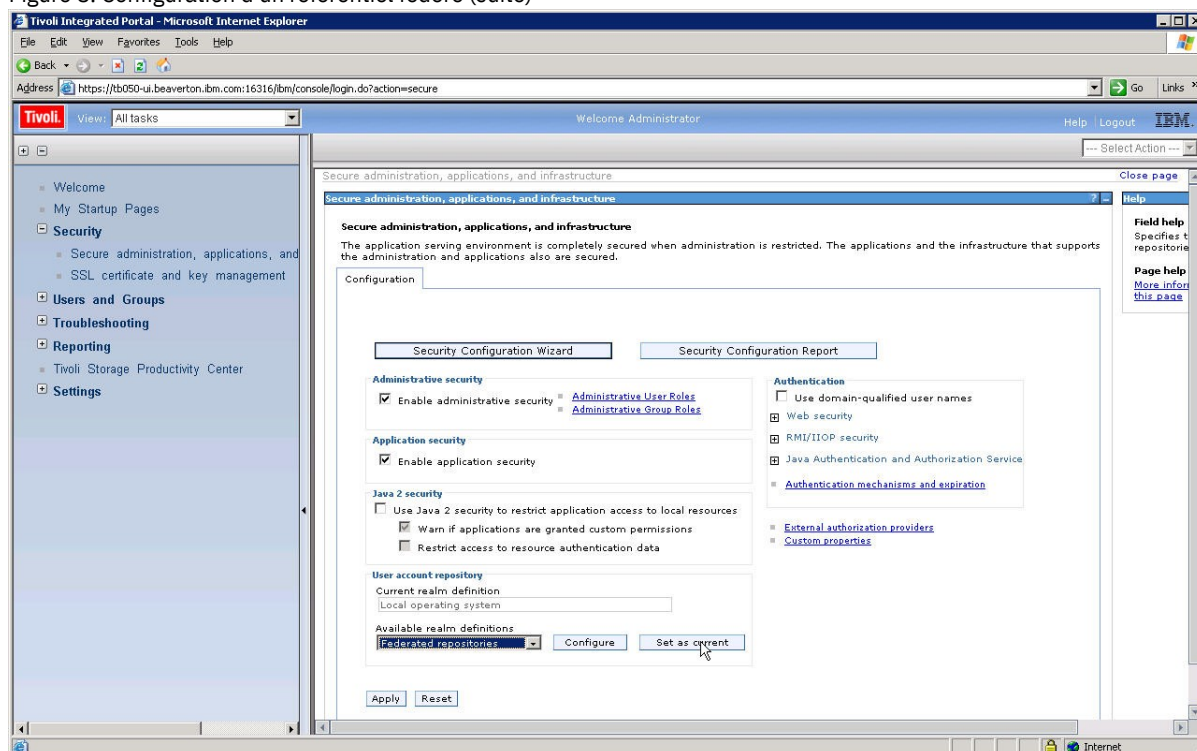 Tivoli Integrated Portal - Microsoft Internet Explorer
File Edit View Favorites Tools Help
Back
Address https://tb050-ui.beaverton.ibm.com:16316/ibm/console/login.do?action=secure Go Links »
Tivoli. View: All tasks Welcome Administrator Help Logout IBM.
--- Select Action ---
Welcome
My Startup Pages
Security
Secure administration, applications, and
SSL certificate and key management
Users and Groups
Troubleshooting
Reporting
Tivoli Storage Productivity Center
Settings
Secure administration, applications, and infrastructure Close page
Secure administration, applications, and infrastructure ? -
Secure administration, applications, and infrastructure
The application serving environment is completely secured when administration is restricted. The applications and the infrastructure that supports
the administration and applications also are secured.
Configuration
Security Configuration Wizard Security Configuration Report
Administrative security
Enable administrative security Administrative User Roles
Administrative Group Roles
Application security
Enable application security
Java 2 security
Use Java 2 security to restrict application access to local resources
Warn if applications are granted custom permissions
Restrict access to resource authentication data
User account repository
Current realm definition
Local operating system
Available realm definitions
Federated repositories Configure Set as current
Apply Reset
Authentication
Use domain-qualified user names
Web security
RMI/IIOP security
Java Authentication and Authorization Service
Authentication mechanisms and expiration
External authorization providers
Custom properties
Help
Field help
Specifies t
repositorie
Page help
More infor
this page
Internet